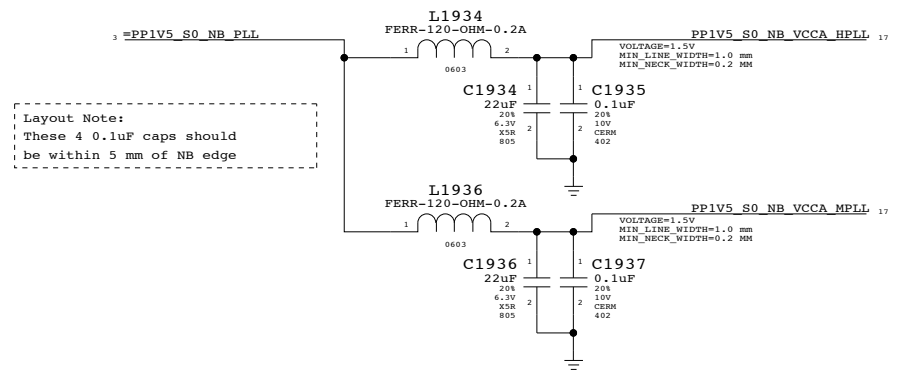 L1934
FERR-120-OHM-0.2A
3 =PP1V5_S0_NB_PLL
1 2
0603
PP1V5_S0_NB_VCCA_HPLL 17
VOLTAGE=1.5V
MIN_LINE_WIDTH=1.0 mm
MIN_NECK_WIDTH=0.2 MM
C1934
22uF
20%
6.3V
X5R
805
1
2
1
2
C1935
0.1uF
20%
10V
CERM
402
Layout Note:
These 4 0.1uF caps should
be within 5 mm of NB edge
L1936
FERR-120-OHM-0.2A
1 2
0603
PP1V5_S0_NB_VCCA_MPLL 17
VOLTAGE=1.5V
MIN_LINE_WIDTH=1.0 mm
MIN_NECK_WIDTH=0.2 MM
C1936
22uF
20%
6.3V
X5R
805
1
2
1
2
C1937
0.1uF
20%
10V
CERM
402